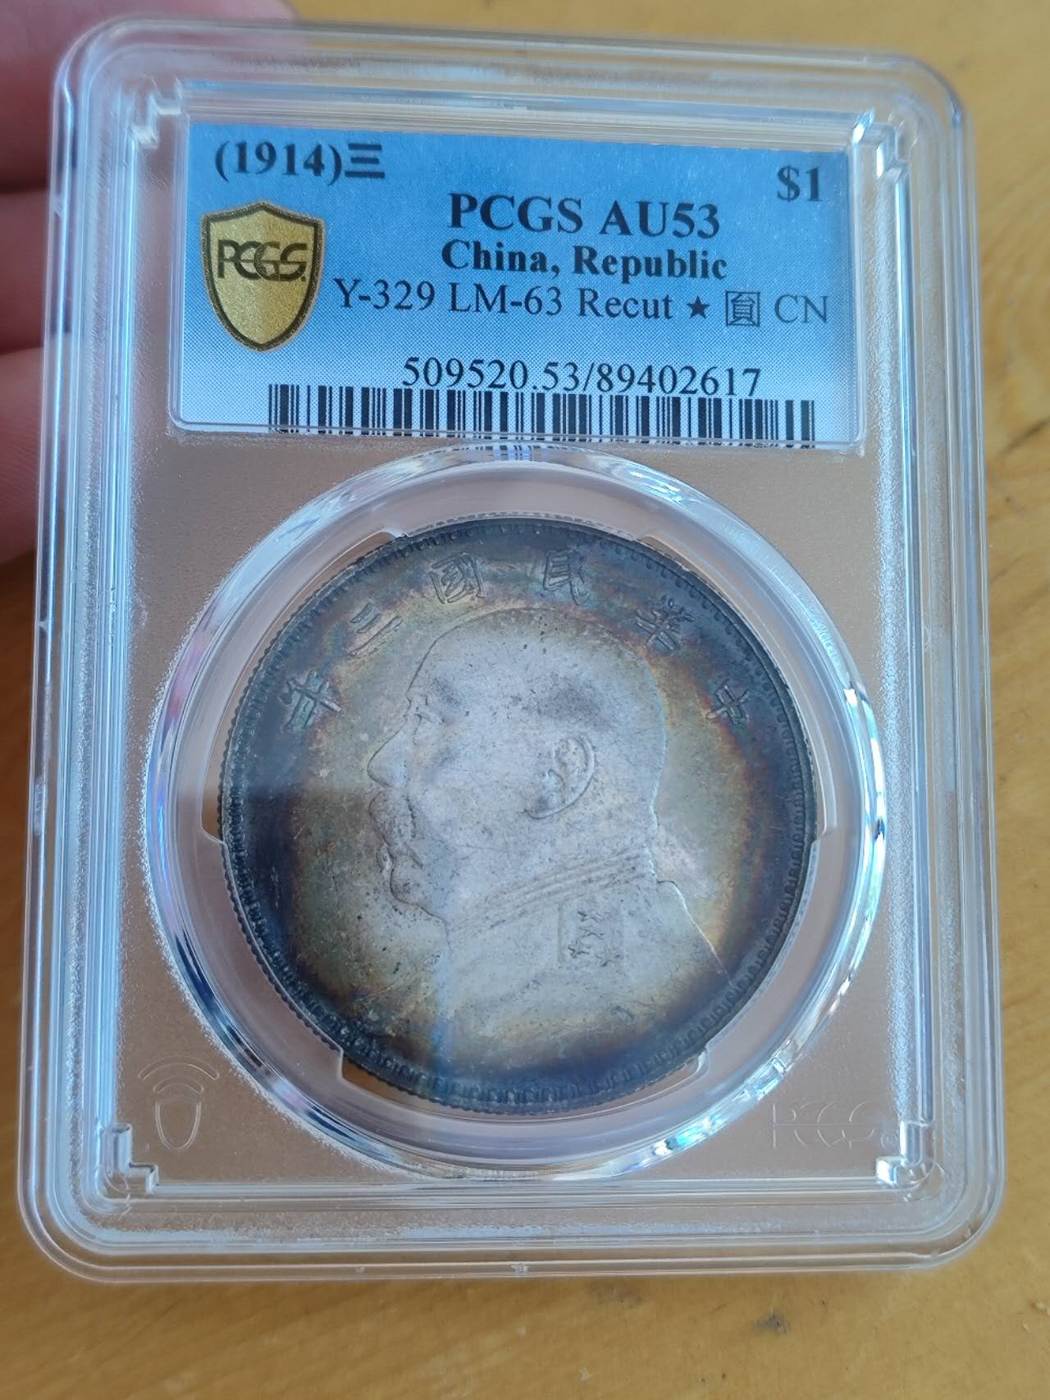 (1914)三
$1
PCGS AU53
China, Republic
PCGS
Y-329 LM-63 Recut ★ 圓 CN
509520.53/89402617
年三國民華中
PCGS